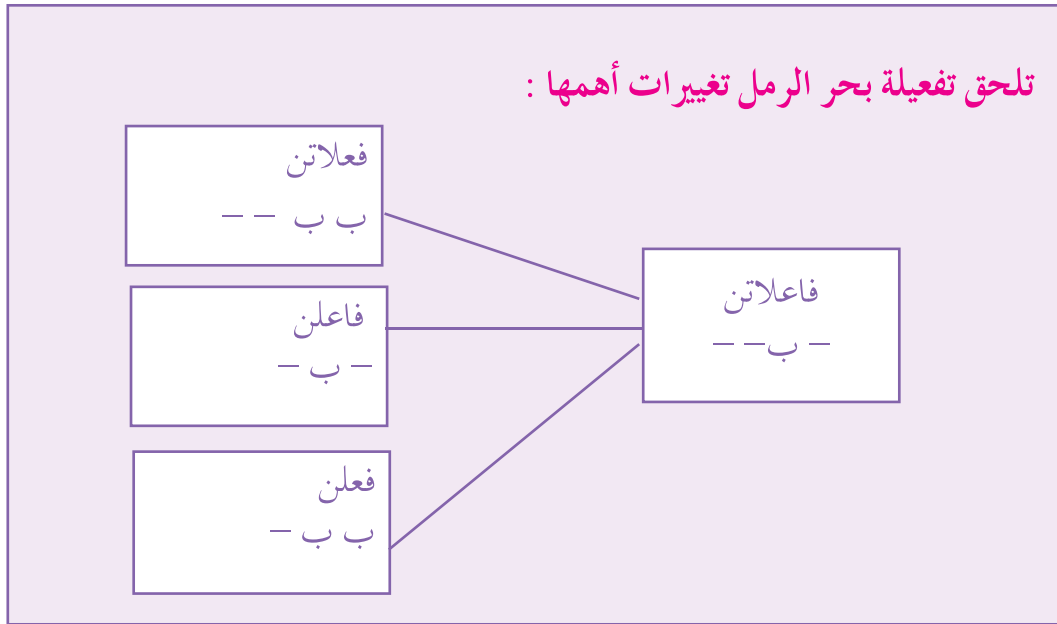 تلحق تفعيلة بحر الرمل تغييرات أهمها :
فاعلاتن
– ب– –
فعلاتن
ب ب – –
فاعلن
– ب –
فعلن
ب ب –